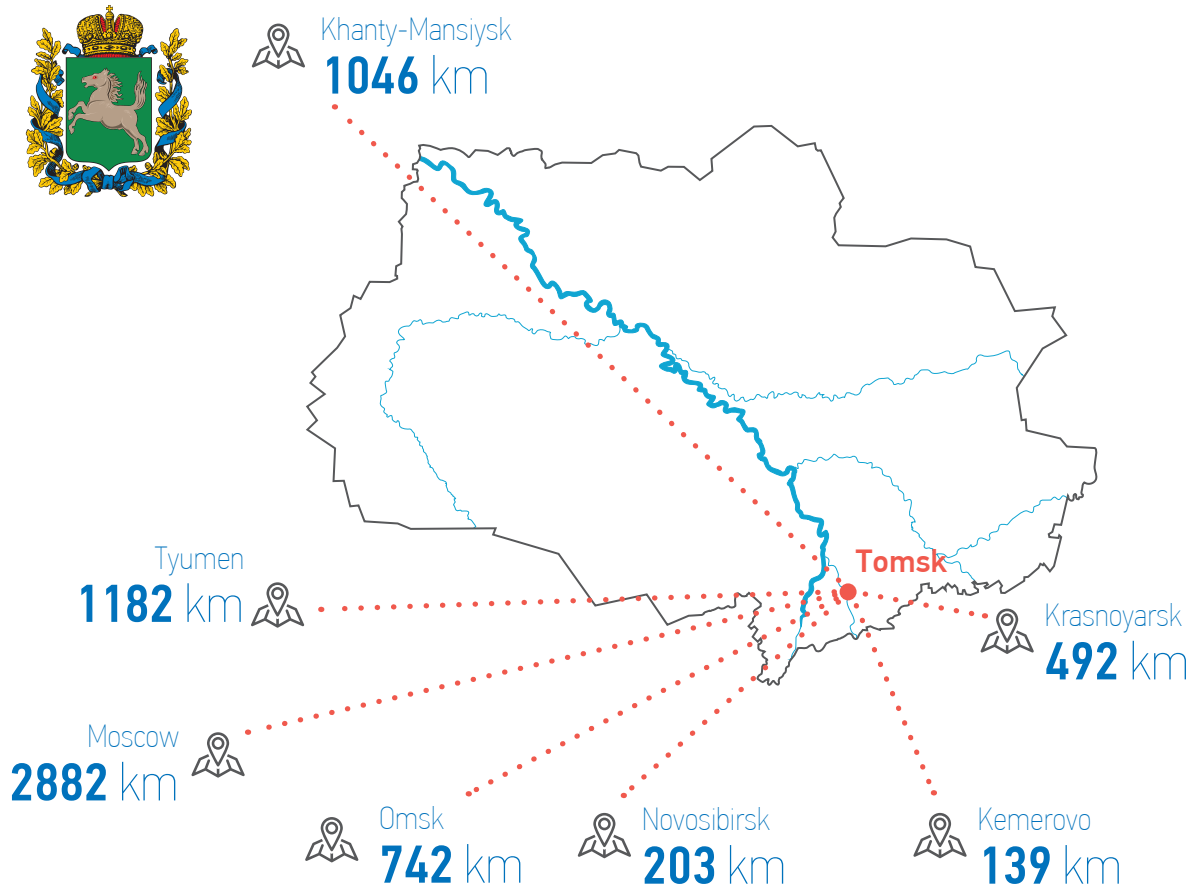 Khanty-Mansiysk
1046 km
Tyumen
1182 km
Tomsk
Krasnoyarsk
492 km
Moscow
2882 km
Omsk
742 km
Novosibirsk
203 km
Kemerovo
139 km